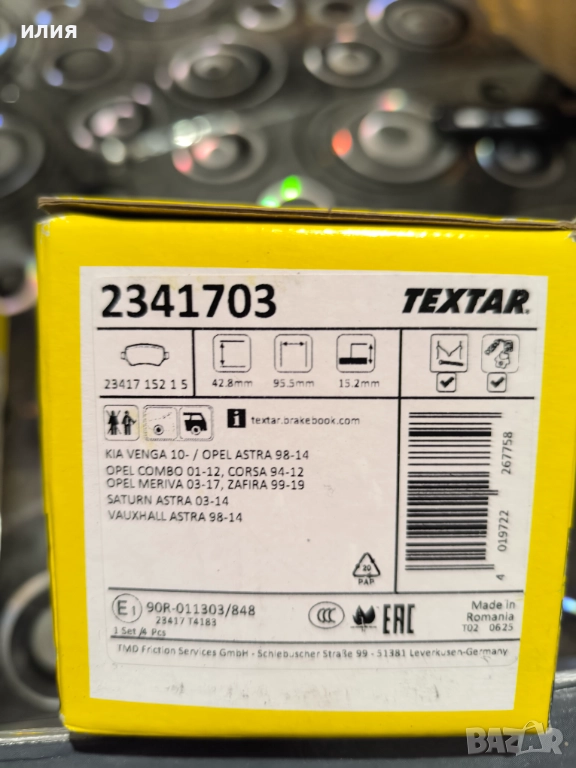 илия
2341703
TEXTAR®
23417 152 1 5
42.8mm
95.5mm
15.2mm
textar.brakebook.com
KIA VENGA 10- / OPEL ASTRA 98-14
OPEL COMBO 01-12, CORSA 94-12
OPEL MERIVA 03-17, ZAFIRA 99-19
SATURN ASTRA 03-14
VAUXHALL ASTRA 98-14
4 019722 267758
20
PAP
E1 90R-011303/848
23417 T4183
1 Set/4 Pcs
CCC
EAC
Made in
Romania
T02 0625
TMD Friction Services GmbH - Schlebuscher Straße 99 - 51381 Leverkusen-Germany
BAZAR